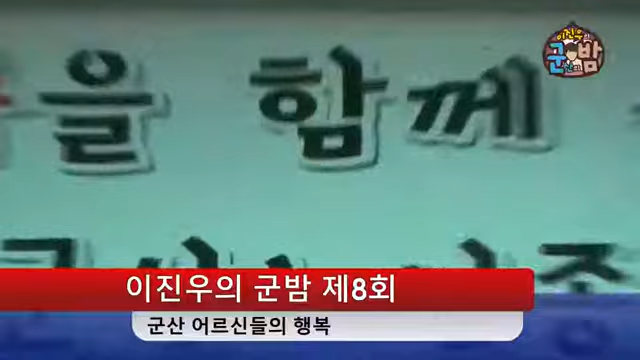 이진우의
군산밤
을 함께
이진우의 군밤 제8회
군산 어르신들의 행복